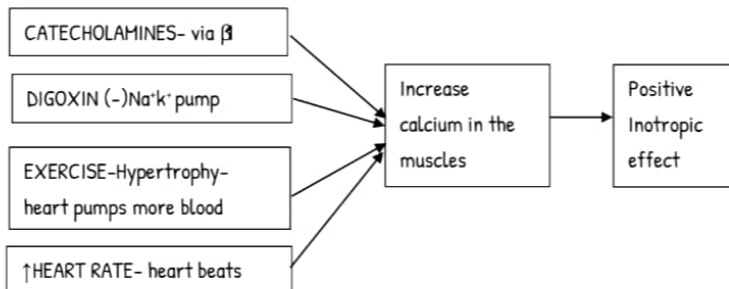 CATECHOLAMINES- via β1
DIGOXIN (-)Na⁺k⁺ pump
EXERCISE-Hypertrophy-
heart pumps more blood
↑HEART RATE- heart beats
Increase
calcium in the
muscles
Positive
Inotropic
effect